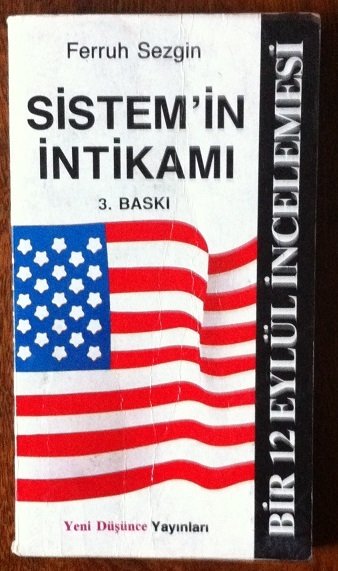 Ferruh Sezgin
SİSTEM'İN
İNTİKAMI
3. BASKI
BİR 12 EYLÜL İNCELEMESİ
Yeni Düşünce Yayınları